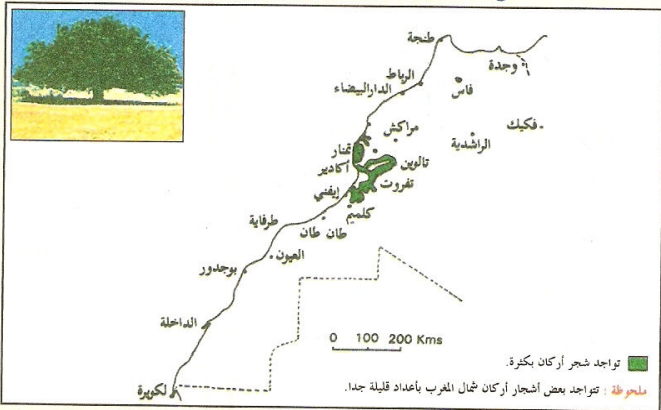 طنجة
وجدة
الرباط
الدارالبيضاء
فاس
فكيك
مراكش
الراشدية
تمنار
تالوين
أكادير
تفروت
إيفني
كلميم
طان طان
طرفاية
العيون
بوجدور
الداخلة
0 100 200 Kms
تواجد شجر أركان بكثرة.
لكويرة
ملحوظة : تتواجد بعض أشجار أركان شمال المغرب بأعداد قليلة جدا.